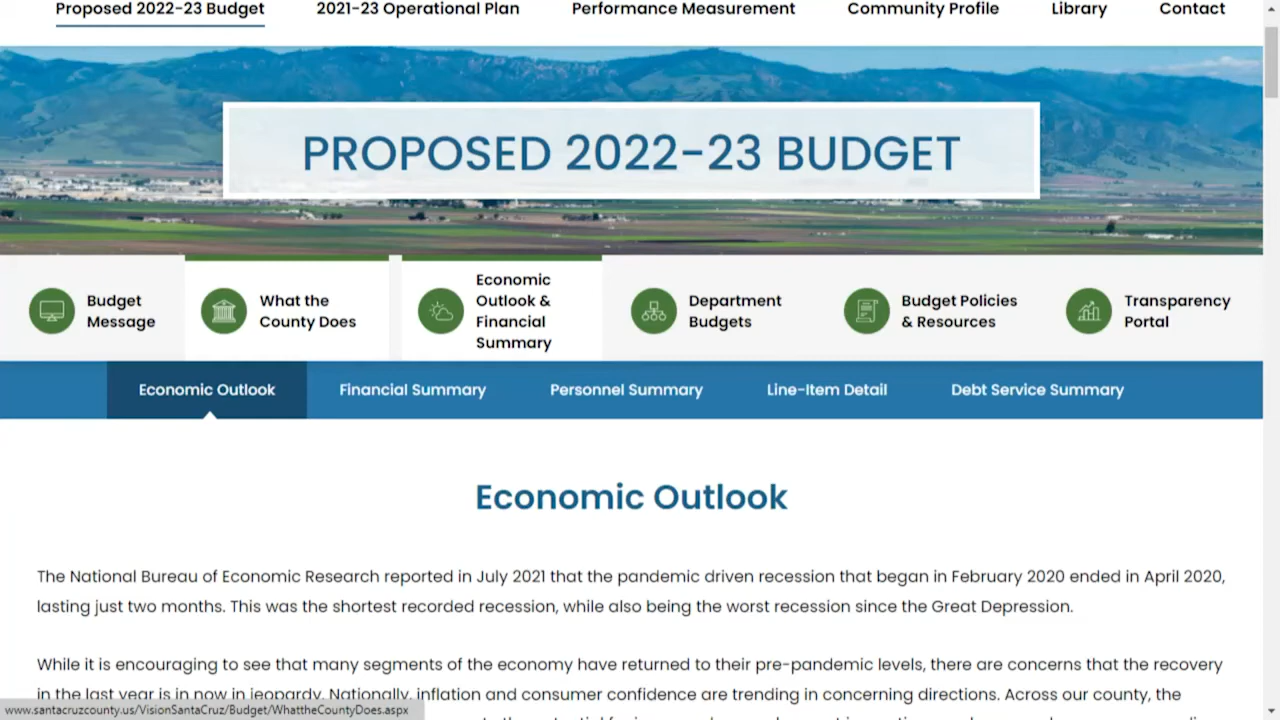 Proposed 2022-23 Budget 2021-23 Operational Plan Performance Measurement Community Profile Library Contact
PROPOSED 2022-23 BUDGET
Budget
Message
What the
County Does
Economic
Outlook &
Financial
Summary
Department
Budgets
Budget Policies
& Resources
Transparency
Portal
Economic Outlook Financial Summary Personnel Summary Line-Item Detail Debt Service Summary
Economic Outlook
The National Bureau of Economic Research reported in July 2021 that the pandemic driven recession that began in February 2020 ended in April 2020,
lasting just two months. This was the shortest recorded recession, while also being the worst recession since the Great Depression.
While it is encouraging to see that many segments of the economy have returned to their pre-pandemic levels, there are concerns that the recovery
in the last year is in now in jeopardy. Nationally, inflation and consumer confidence are trending in concerning directions. Across our county, the
www.santacruzcounty.us/VisionSantaCruz/Budget/WhattheCountyDoes.aspx